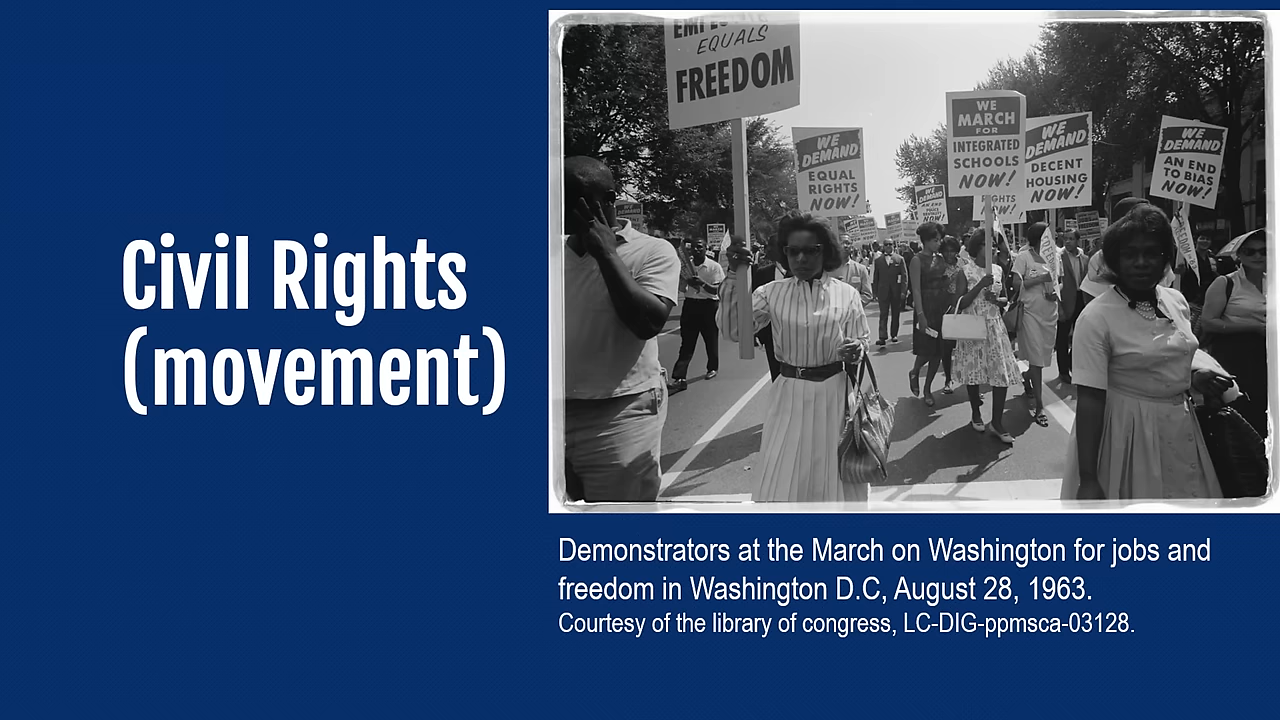 Civil Rights
(movement)
EQUALS
FREEDOM
WE
DEMAND
EQUAL
RIGHTS
NOW!
WE
MARCH
FOR
INTEGRATED
SCHOOLS
NOW!
RIGHTS
NOW!
WE
DEMAND
DECENT
HOUSING
NOW!
WE
DEMAND
AN END
TO BIAS
NOW!
Demonstrators at the March on Washington for jobs and
freedom in Washington D.C, August 28, 1963.
Courtesy of the library of congress, LC-DIG-ppmsca-03128.